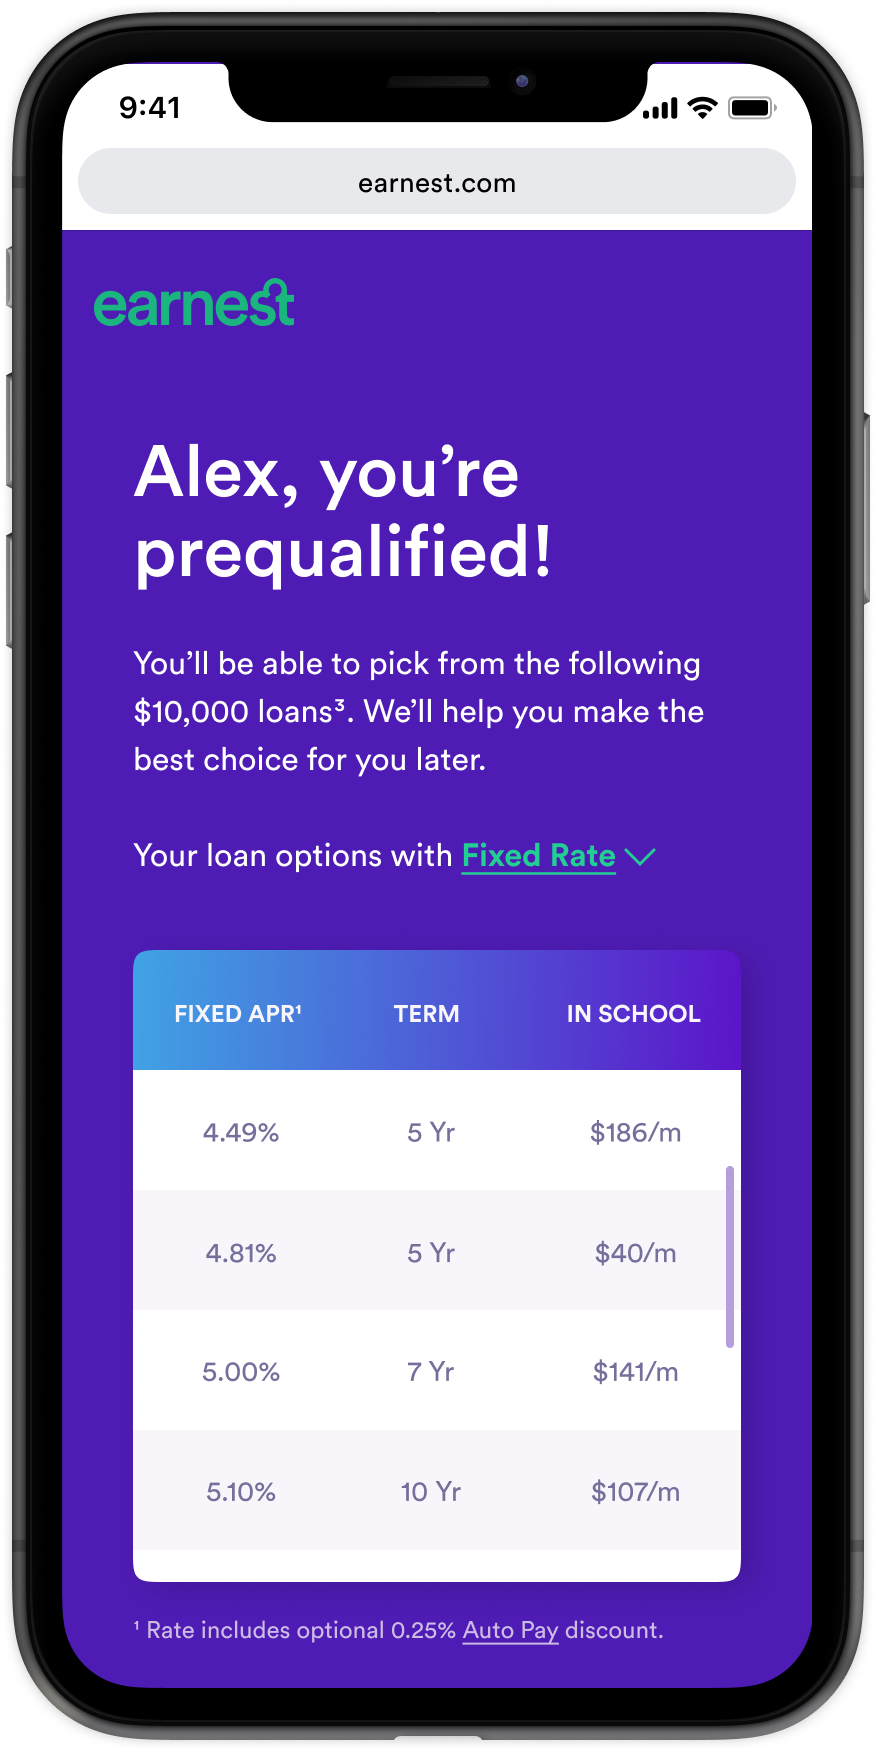 9:41
earnest.com
earnest
Alex, you’re
prequalified!
You’ll be able to pick from the following
$10,000 loans³. We’ll help you make the
best choice for you later.
Your loan options with Fixed Rate
FIXED APR¹ TERM IN SCHOOL
4.49% 5 Yr $186/m
4.81% 5 Yr $40/m
5.00% 7 Yr $141/m
5.10% 10 Yr $107/m
¹ Rate includes optional 0.25% Auto Pay discount.